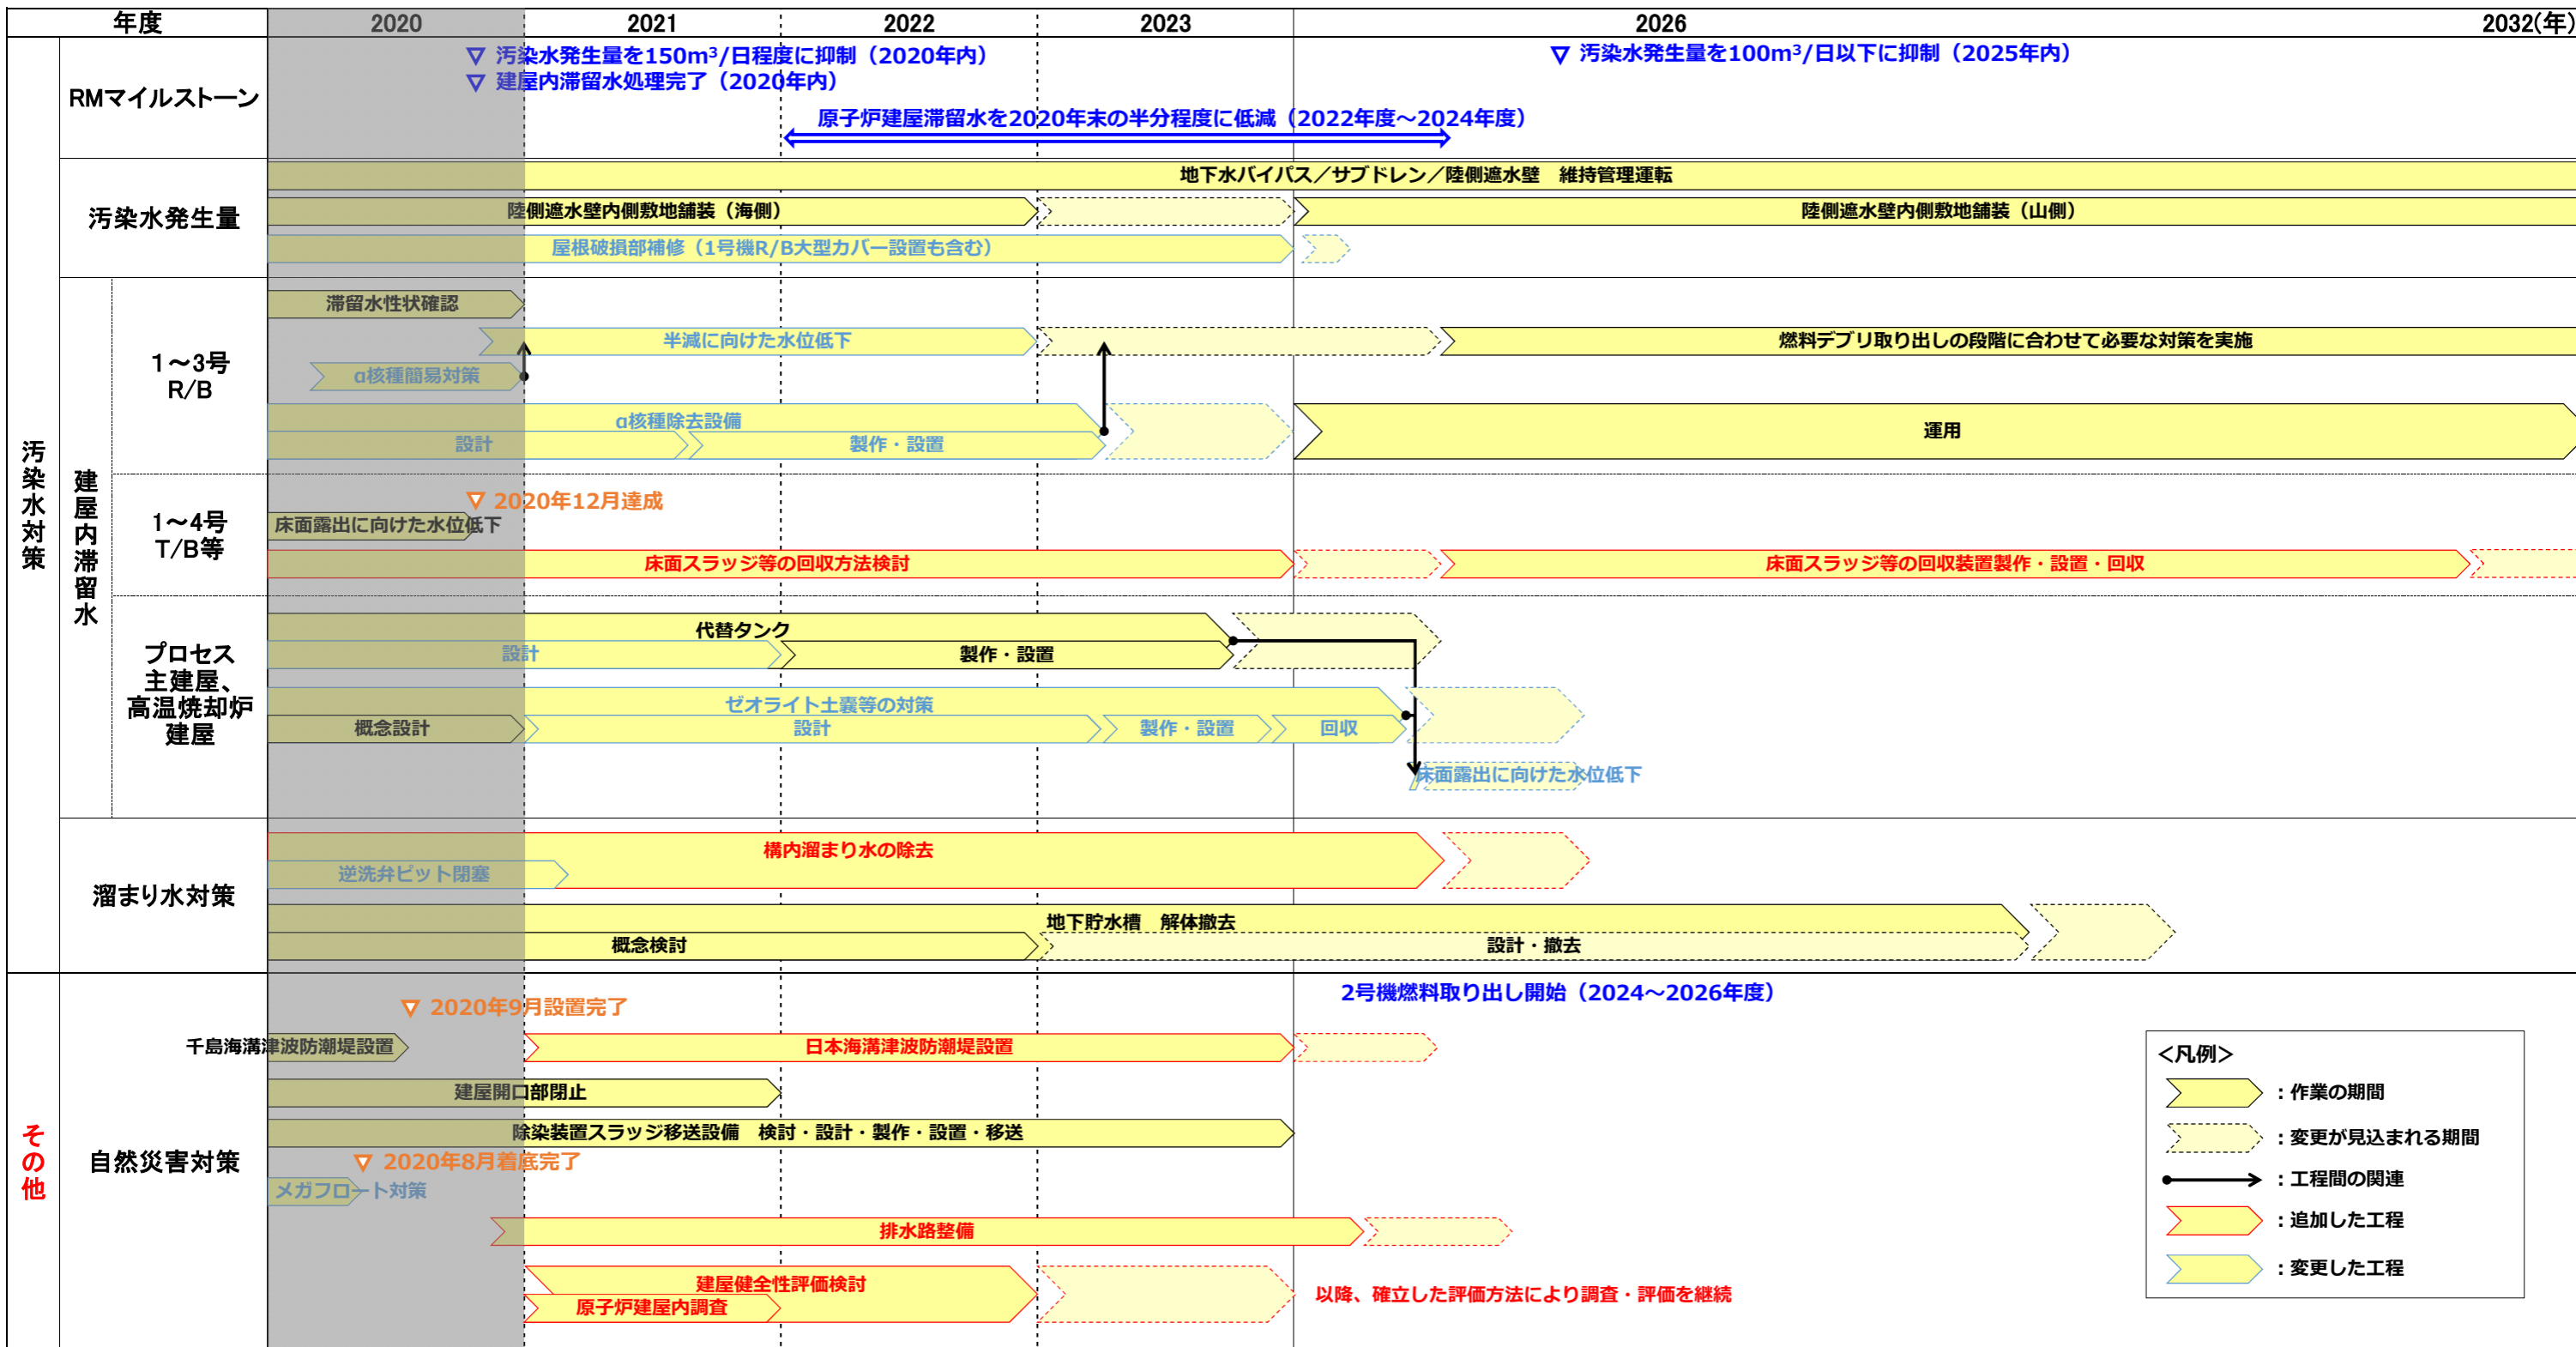 年度
2020
2021
2022
2023
2026
2032(年)
汚染水対策
RMマイルストーン
▽ 汚染水発生量を150m³/日程度に抑制（2020年内）
▽ 建屋内滞留水処理完了（2020年内）
▽ 汚染水発生量を100m³/日以下に抑制（2025年内）
原子炉建屋滞留水を2020年末の半分程度に低減（2022年度～2024年度）
汚染水発生量
地下水バイパス／サブドレン／陸側遮水壁　維持管理運転
陸側遮水壁内側敷地舗装（海側）
陸側遮水壁内側敷地舗装（山側）
屋根破損部補修（1号機R/B大型カバー設置も含む）
建屋内滞留水
1～3号
R/B
滞留水性状確認
半減に向けた水位低下
燃料デブリ取り出しの段階に合わせて必要な対策を実施
α核種簡易対策
α核種除去設備
設計
製作・設置
運用
1～4号
T/B等
▽ 2020年12月達成
床面露出に向けた水位低下
床面スラッジ等の回収方法検討
床面スラッジ等の回収装置製作・設置・回収
プロセス
主建屋、
高温焼却炉
建屋
代替タンク
設計
製作・設置
ゼオライト土嚢等の対策
概念設計
設計
製作・設置
回収
床面露出に向けた水位低下
溜まり水対策
構内溜まり水の除去
逆洗弁ピット閉塞
地下貯水槽　解体撤去
概念検討
設計・撤去
その他
自然災害対策
▽ 2020年9月設置完了
2号機燃料取り出し開始（2024～2026年度）
千島海溝津波防潮堤設置
日本海溝津波防潮堤設置
建屋開口部閉止
除染装置スラッジ移送設備　検討・設計・製作・設置・移送
▽ 2020年8月着底完了
メガフロート対策
排水路整備
建屋健全性評価検討
原子炉建屋内調査
以降、確立した評価方法により調査・評価を継続
＜凡例＞
：作業の期間
：変更が見込まれる期間
：工程間の関連
：追加した工程
：変更した工程